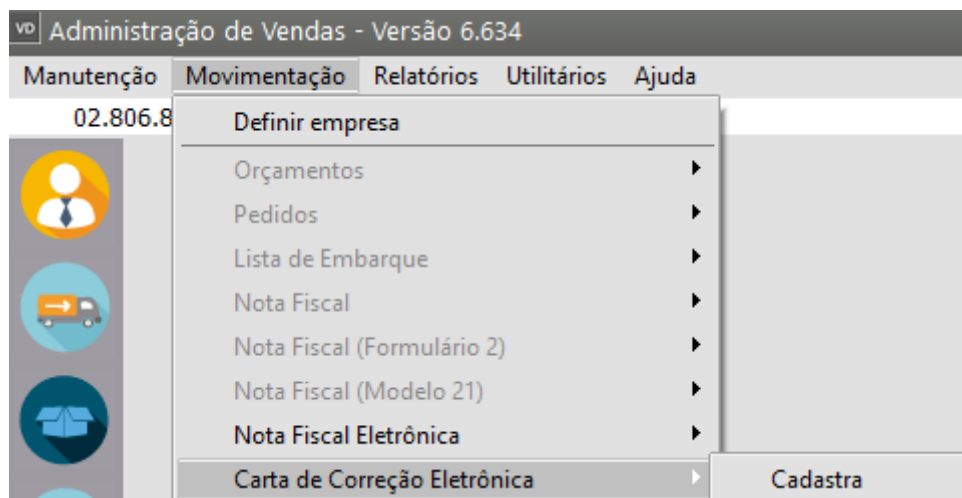 VD Administração de Vendas - Versão 6.634
Manutenção Movimentação Relatórios Utilitários Ajuda
02.806.8
Definir empresa
Orçamentos
Pedidos
Lista de Embarque
Nota Fiscal
Nota Fiscal (Formulário 2)
Nota Fiscal (Modelo 21)
Nota Fiscal Eletrônica
Carta de Correção Eletrônica Cadastra